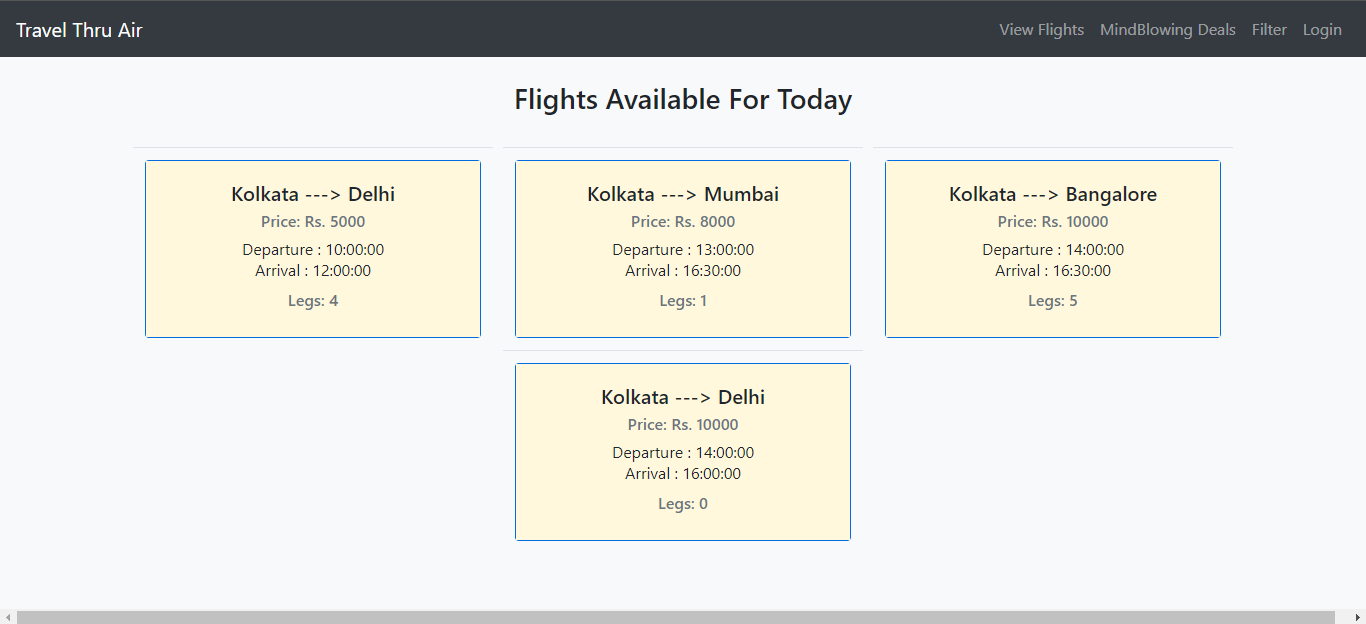 Travel Thru Air
View Flights MindBlowing Deals Filter Login
Flights Available For Today
Kolkata ---> Delhi
Price: Rs. 5000
Departure : 10:00:00
Arrival : 12:00:00
Legs: 4
Kolkata ---> Mumbai
Price: Rs. 8000
Departure : 13:00:00
Arrival : 16:30:00
Legs: 1
Kolkata ---> Bangalore
Price: Rs. 10000
Departure : 14:00:00
Arrival : 16:30:00
Legs: 5
Kolkata ---> Delhi
Price: Rs. 10000
Departure : 14:00:00
Arrival : 16:00:00
Legs: 0